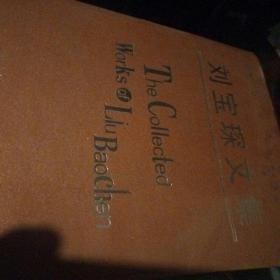 刘宝琛文集
The Collected
Works of Liu Baochen